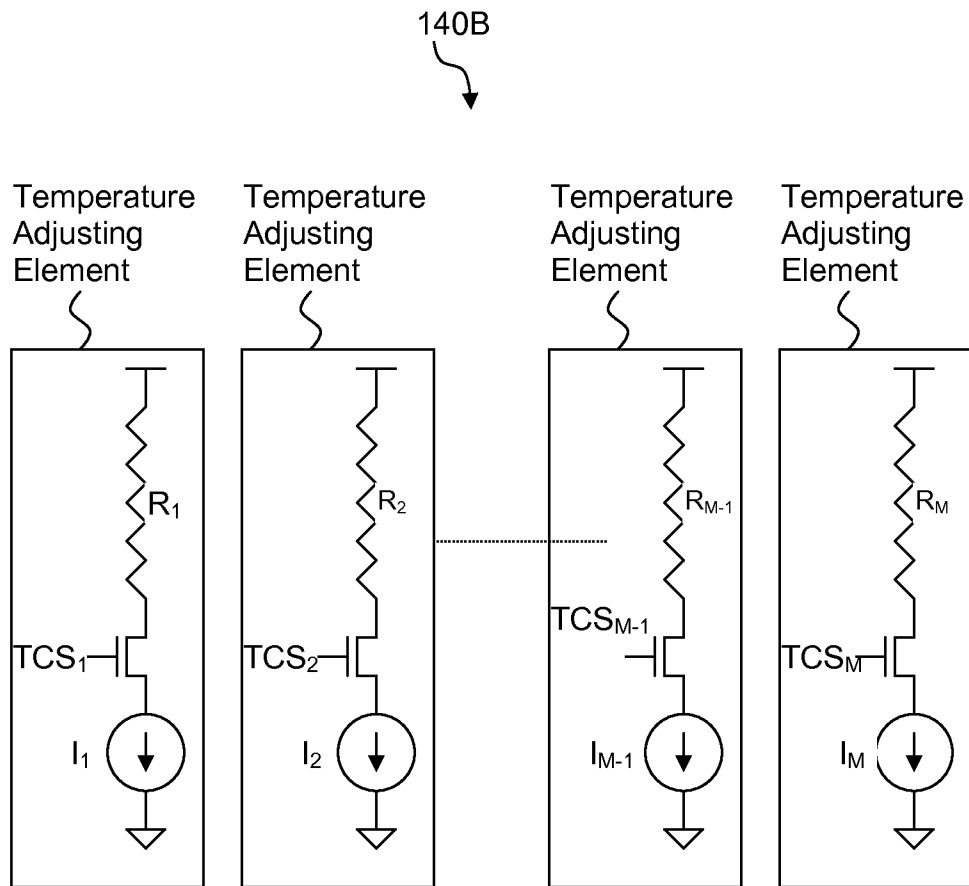 140B
Temperature
Adjusting
Element
Temperature
Adjusting
Element
Temperature
Adjusting
Element
Temperature
Adjusting
Element
R1
R2
RM-1
RM
TCS1
TCS2
TCSM-1
TCSM
I1
I2
IM-1
IM